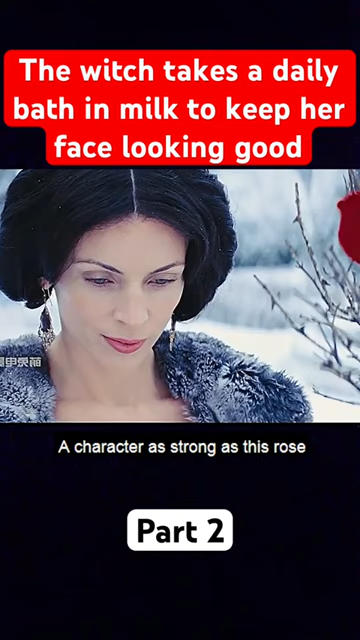 The witch takes a daily
bath in milk to keep her
face looking good
A character as strong as this rose
Part 2